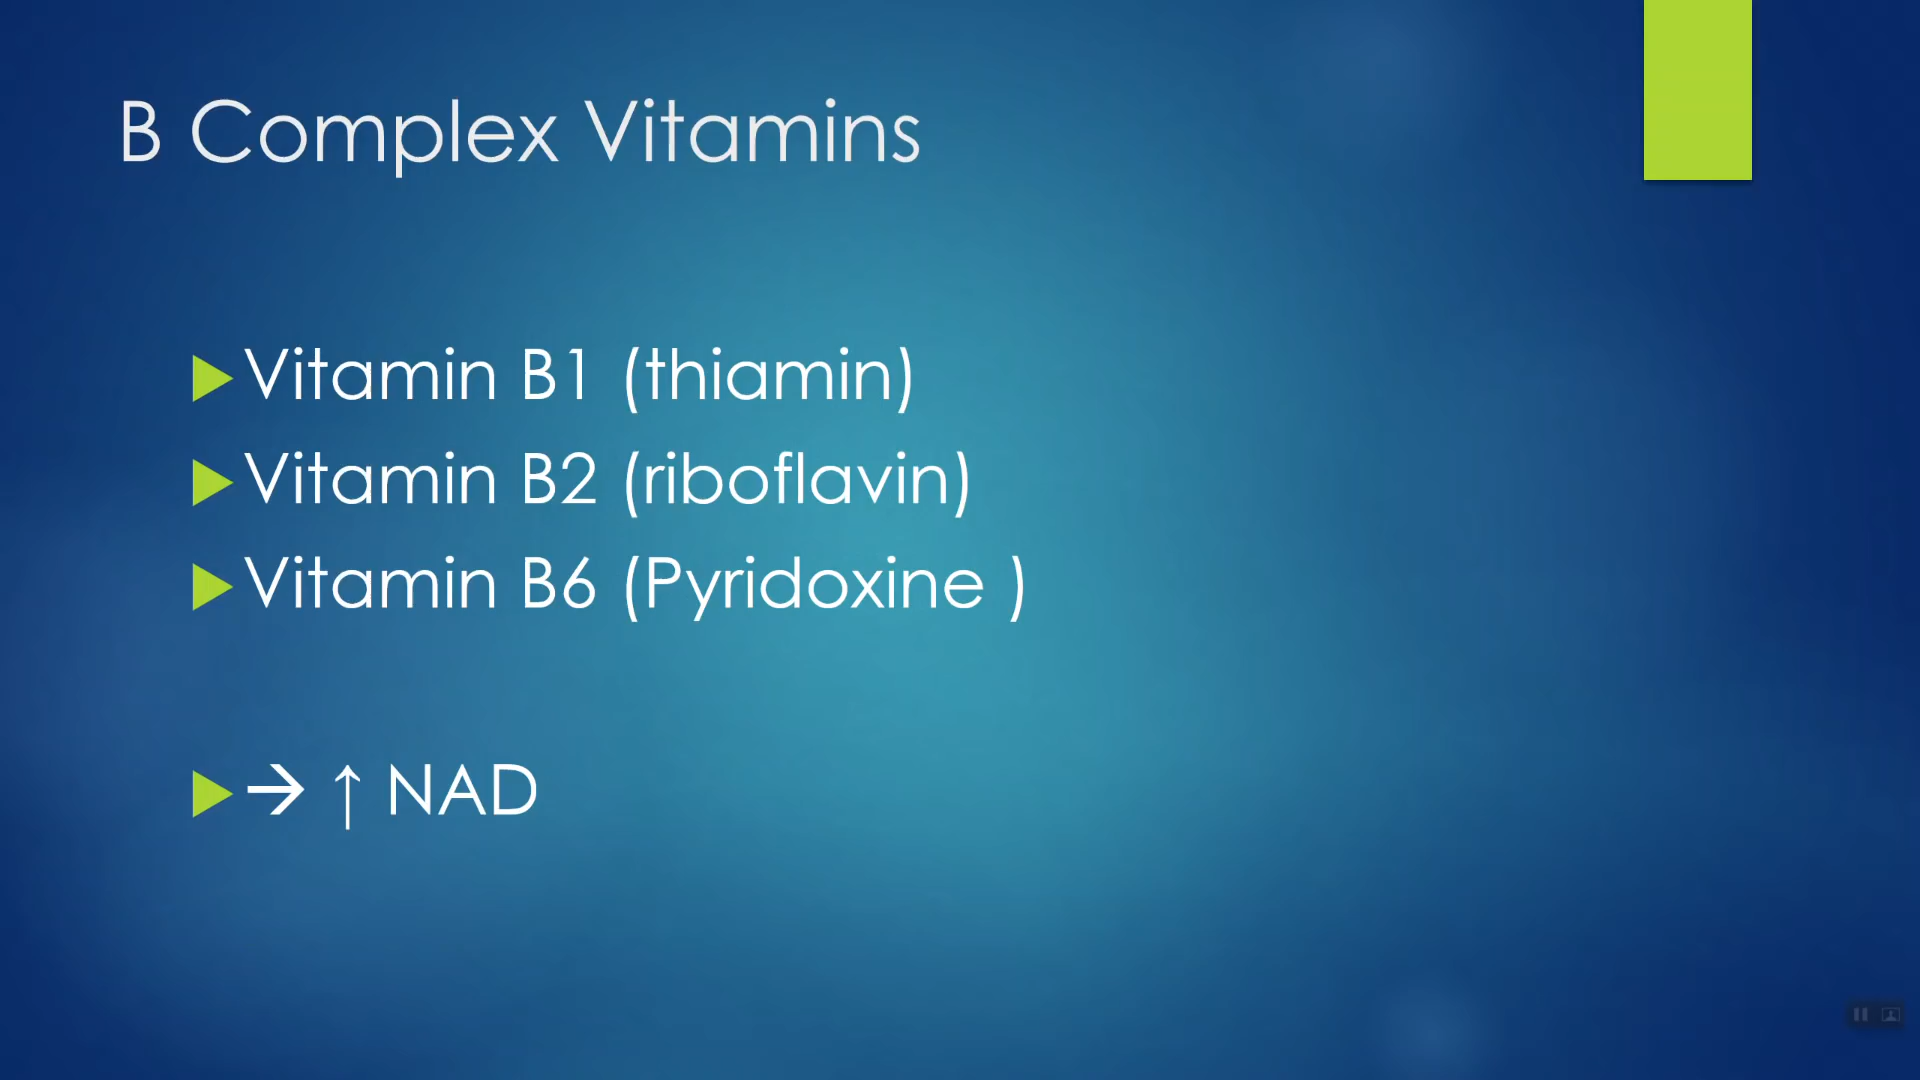 B Complex Vitamins
Vitamin B1 (thiamin)
Vitamin B2 (riboflavin)
Vitamin B6 (Pyridoxine )
→ ↑ NAD